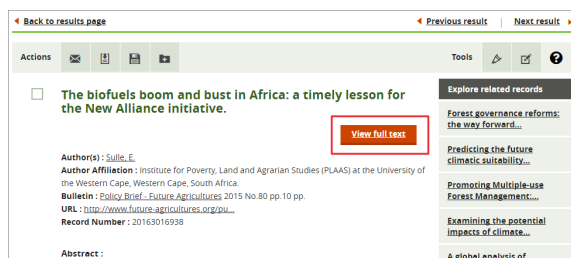 Back to results page
Previous result | Next result
Actions
Tools
?
The biofuels boom and bust in Africa: a timely lesson for
the New Alliance initiative.
View full text
Author(s) : Sulle, E.
Author Affiliation : Institute for Poverty, Land and Agrarian Studies (PLAAS) at the University of
the Western Cape, Western Cape, South Africa.
Bulletin : Policy Brief - Future Agricultures 2015 No.80 pp.10 pp.
URL : http://www.future-agricultures.org/pu...
Record Number : 20163016938
Abstract :
Explore related records
Forest governance reforms:
the way forward...
Predicting the future
climatic suitability...
Promoting Multiple-use
Forest Management:...
Examining the potential
impacts of climate...
A global analysis of